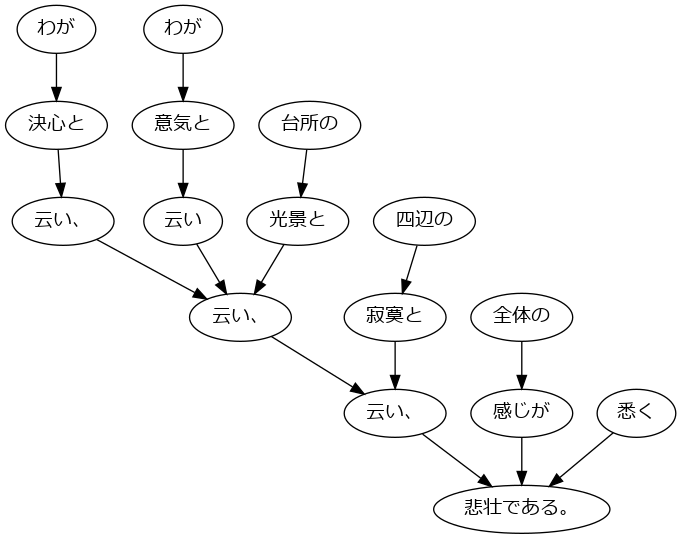 わが
わが
決心と
意気と
台所の
云い、
云い
光景と
四辺の
云い、
寂寞と
全体の
云い、
感じが
悉く
悲壮である。